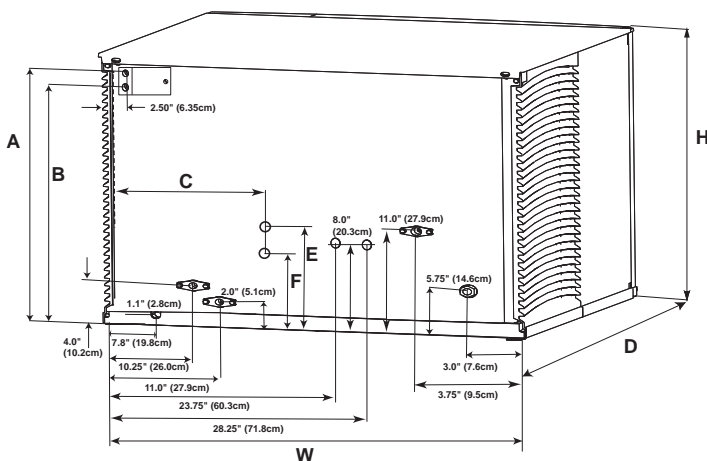 H
A
2.50" (6.35cm)
B
C
8.0"
(20.3cm)
11.0" (27.9cm)
E
F
5.75" (14.6cm)
2.0" (5.1cm)
1.1" (2.8cm)
4.0"
(10.2cm)
7.8" (19.8cm)
D
3.0" (7.6cm)
10.25" (26.0cm)
3.75" (9.5cm)
11.0" (27.9cm)
23.75" (60.3cm)
28.25" (71.8cm)
W